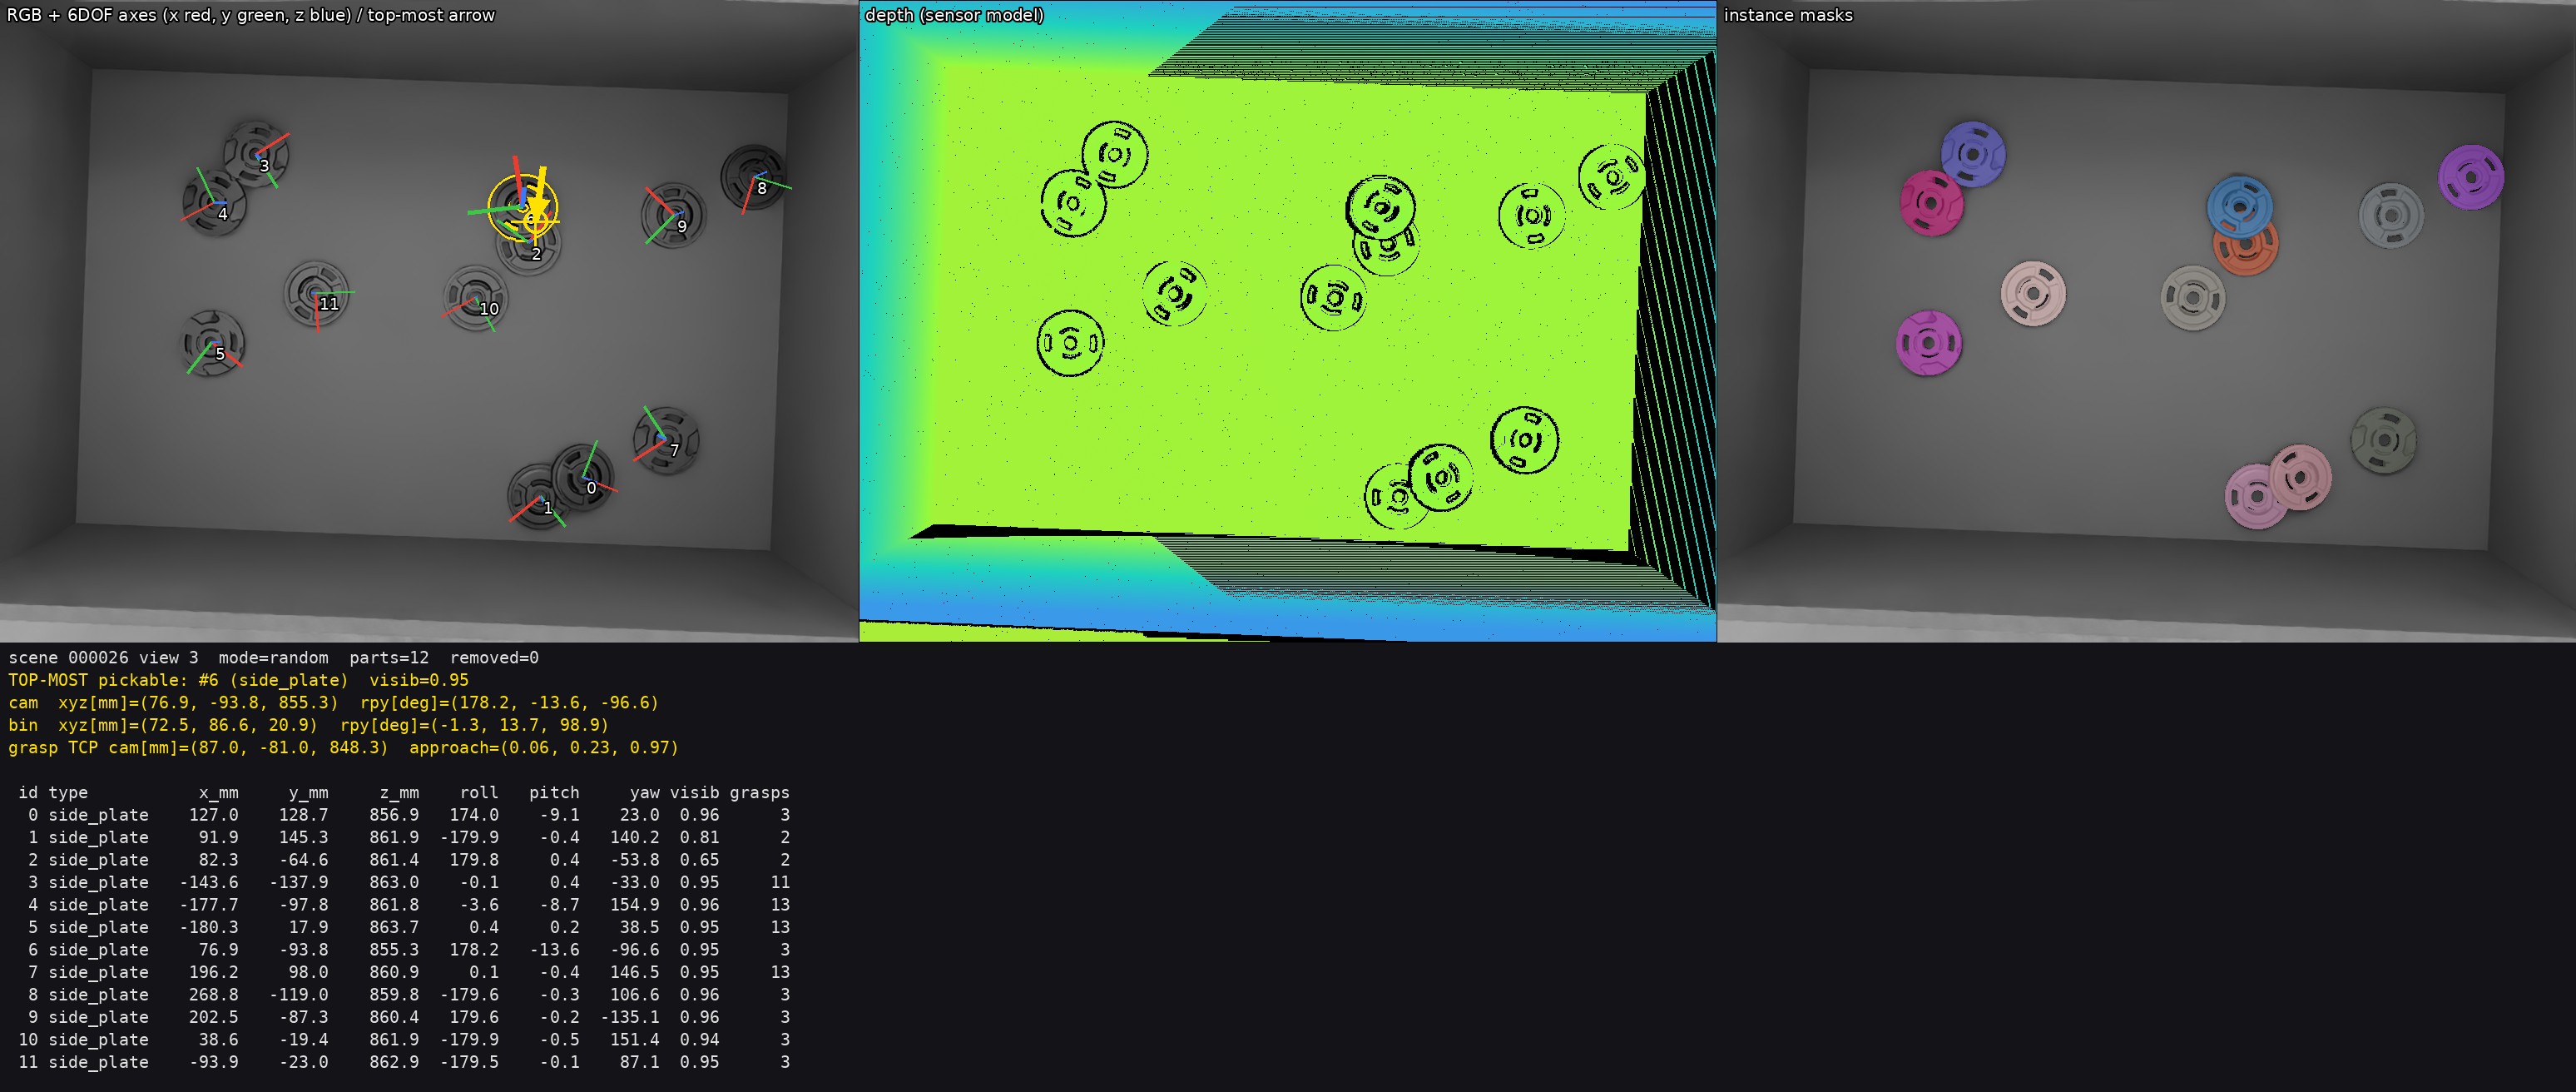 RGB + 6DOF axes (x red, y green, z blue) / top-most arrow
depth (sensor model)
instance masks
3
4
8
9
2
11
10
5
7
0
1
scene 000026 view 3  mode=random  parts=12  removed=0
TOP-MOST pickable: #6 (side_plate)  visib=0.95
cam  xyz[mm]=(76.9, -93.8, 855.3)  rpy[deg]=(178.2, -13.6, -96.6)
bin  xyz[mm]=(72.5, 86.6, 20.9)  rpy[deg]=(-1.3, 13.7, 98.9)
grasp TCP cam[mm]=(87.0, -81.0, 848.3)  approach=(0.06, 0.23, 0.97)
id type x_mm y_mm z_mm roll pitch yaw visib grasps
0 side_plate 127.0 128.7 856.9 174.0 -9.1 23.0 0.96 3
1 side_plate 91.9 145.3 861.9 -179.9 -0.4 140.2 0.81 2
2 side_plate 82.3 -64.6 861.4 179.8 0.4 -53.8 0.65 2
3 side_plate -143.6 -137.9 863.0 -0.1 0.4 -33.0 0.95 11
4 side_plate -177.7 -97.8 861.8 -3.6 -8.7 154.9 0.96 13
5 side_plate -180.3 17.9 863.7 0.4 0.2 38.5 0.95 13
6 side_plate 76.9 -93.8 855.3 178.2 -13.6 -96.6 0.95 3
7 side_plate 196.2 98.0 860.9 0.1 -0.4 146.5 0.95 13
8 side_plate 268.8 -119.0 859.8 -179.6 -0.3 106.6 0.96 3
9 side_plate 202.5 -87.3 860.4 179.6 -0.2 -135.1 0.96 3
10 side_plate 38.6 -19.4 861.9 -179.9 -0.5 151.4 0.94 3
11 side_plate -93.9 -23.0 862.9 -179.5 -0.1 87.1 0.95 3